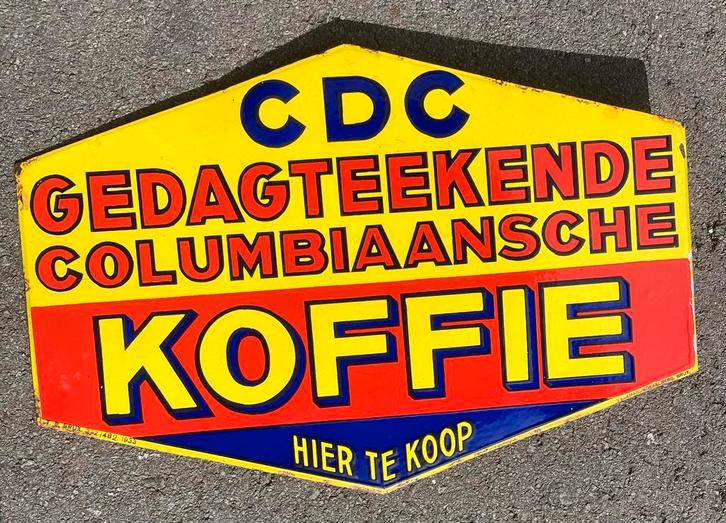 CDC
GEDAGTEEKENDE
COLUMBIAANSCHE
KOFFIE
HIER TE KOOP